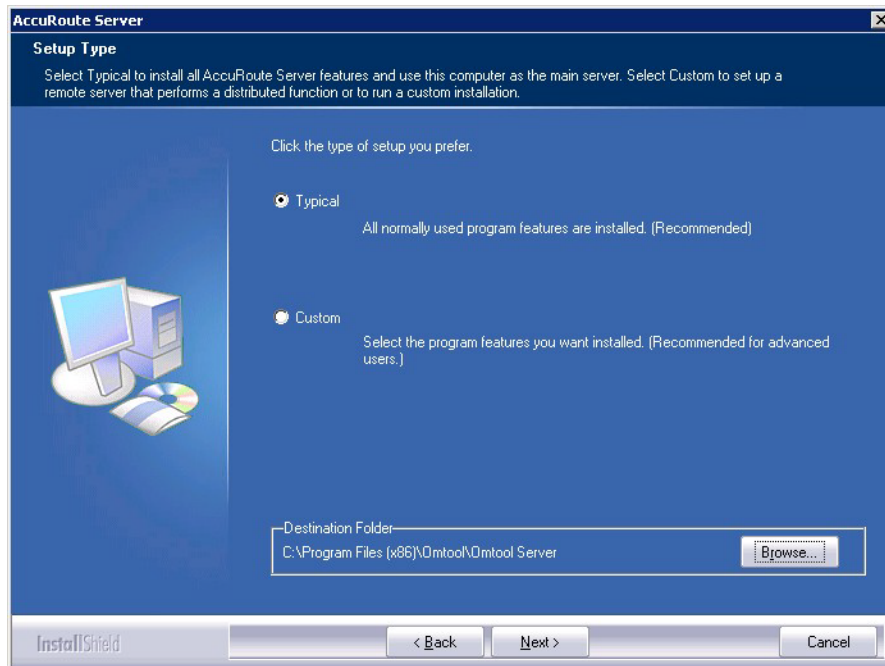 AccuRoute Server
Setup Type
Select Typical to install all AccuRoute Server features and use this computer as the main server. Select Custom to set up a
remote server that performs a distributed function or to run a custom installation.
Click the type of setup you prefer.
Typical
All normally used program features are installed. (Recommended)
Custom
Select the program features you want installed. (Recommended for advanced
users.)
Destination Folder
C:\Program Files (x86)\Omtool\Omtool Server
Browse...
InstallShield
< Back
Next >
Cancel